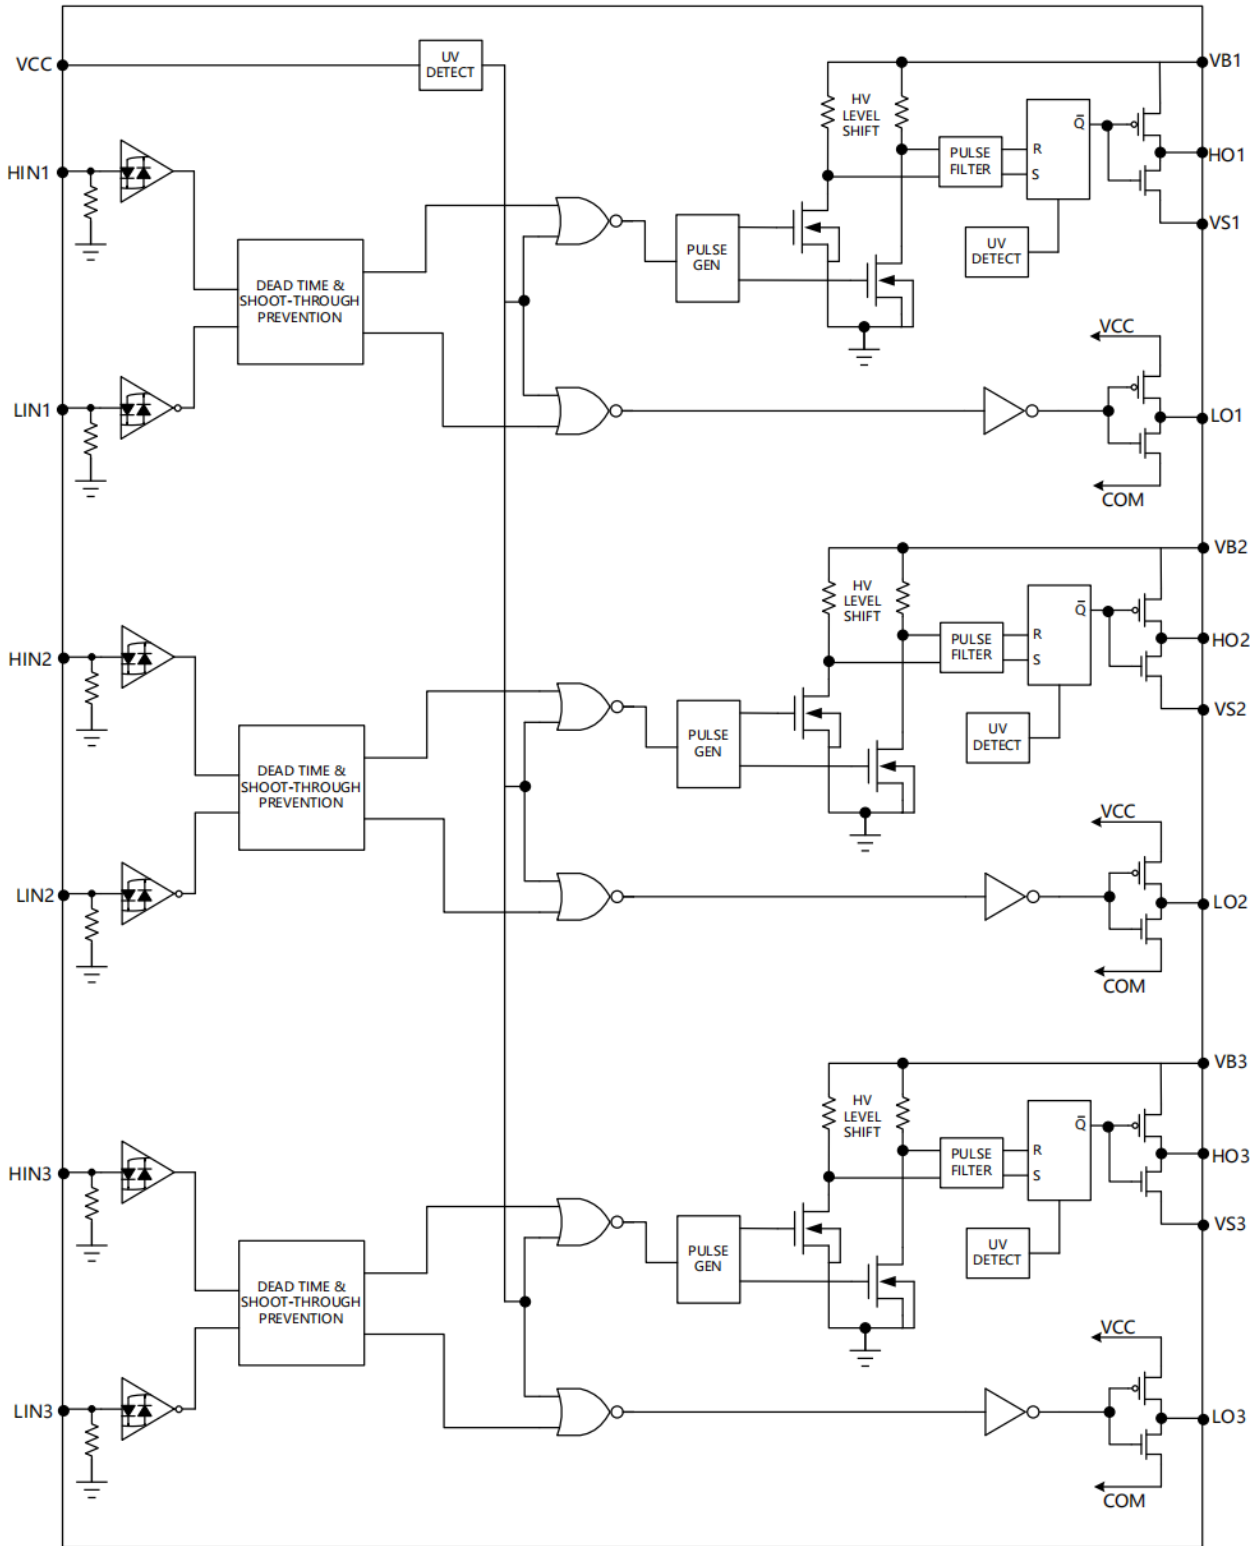 VCC
UV
DETECT
VB1
HV
LEVEL
SHIFT
Q̅
HIN1
PULSE
FILTER
R
S
HO1
VS1
UV
DETECT
PULSE
GEN
DEAD TIME &
SHOOT-THROUGH
PREVENTION
VCC
LIN1
LO1
COM
VB2
HV
LEVEL
SHIFT
Q̅
HIN2
PULSE
FILTER
R
S
HO2
VS2
UV
DETECT
PULSE
GEN
DEAD TIME &
SHOOT-THROUGH
PREVENTION
VCC
LIN2
LO2
COM
VB3
HV
LEVEL
SHIFT
Q̅
HIN3
PULSE
FILTER
R
S
HO3
VS3
UV
DETECT
PULSE
GEN
DEAD TIME &
SHOOT-THROUGH
PREVENTION
VCC
LIN3
LO3
COM